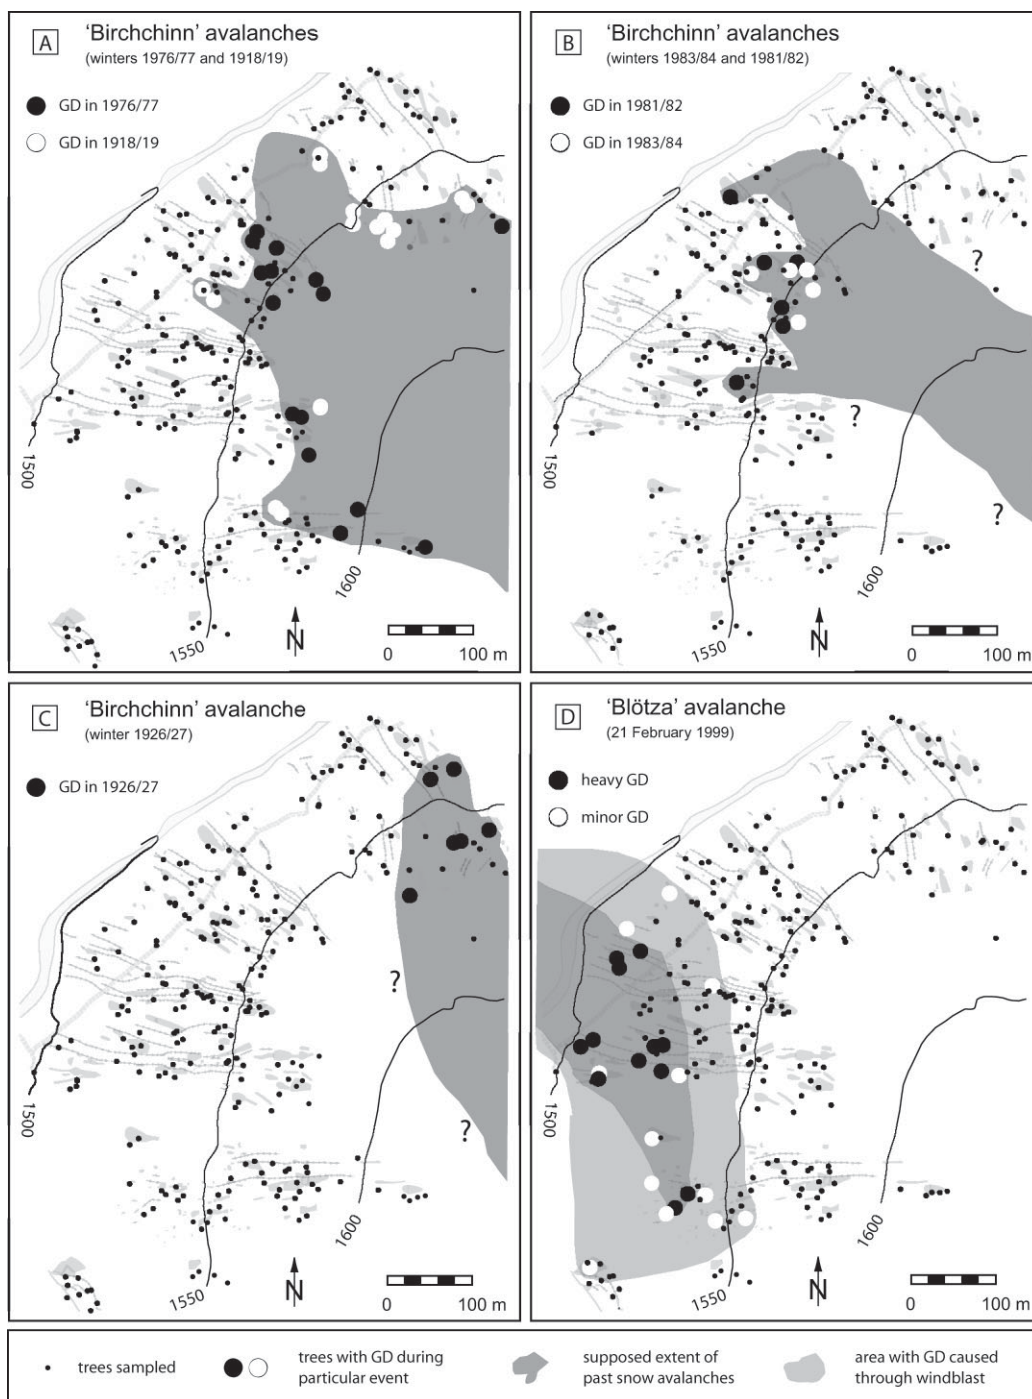 A
'Birchchinn' avalanches
(winters 1976/77 and 1918/19)
GD in 1976/77
GD in 1918/19
1500
1550
1600
N
0 100 m
B
'Birchchinn' avalanches
(winters 1983/84 and 1981/82)
GD in 1981/82
GD in 1983/84
?
?
?
1500
1550
1600
N
0 100 m
C
'Birchchinn' avalanche
(winter 1926/27)
GD in 1926/27
?
?
1500
1550
1600
N
0 100 m
D
'Blötza' avalanche
(21 February 1999)
heavy GD
minor GD
1500
1550
1600
N
0 100 m
trees sampled
trees with GD during
particular event
supposed extent of
past snow avalanches
area with GD caused
through windblast